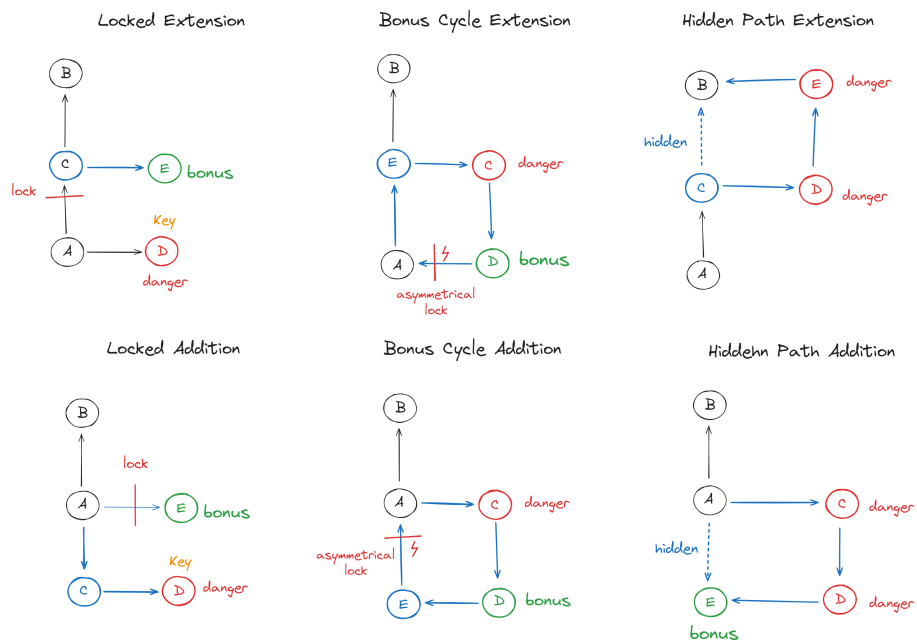 Locked Extension
Bonus Cycle Extension
Hidden Path Extension
B
B
B
E
danger
hidden
C
E
bonus
lock
E
C
danger
C
D
danger
Key
A
D
danger
A
D
bonus
asymmetrical
lock
A
Locked Addition
Bonus Cycle Addition
Hiddehn Path Addition
B
B
B
lock
A
E
bonus
A
C
danger
A
C
danger
hidden
asymmetrical
lock
Key
C
D
danger
E
D
bonus
E
bonus
D
danger